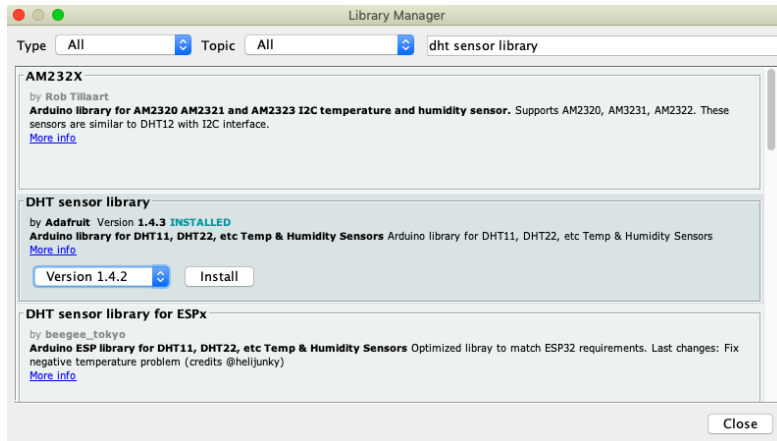 Library Manager
Type All Topic All dht sensor library
AM232X
by Rob Tillaart
Arduino library for AM2320 AM2321 and AM2323 I2C temperature and humidity sensor. Supports AM2320, AM3231, AM2322. These
sensors are similar to DHT12 with I2C interface.
More info
DHT sensor library
by Adafruit Version 1.4.3 INSTALLED
Arduino library for DHT11, DHT22, etc Temp & Humidity Sensors Arduino library for DHT11, DHT22, etc Temp & Humidity Sensors
More info
Version 1.4.2 Install
DHT sensor library for ESPx
by beegee_tokyo
Arduino ESP library for DHT11, DHT22, etc Temp & Humidity Sensors Optimized libray to match ESP32 requirements. Last changes: Fix
negative temperature problem (credits @helijunky)
More info
Close